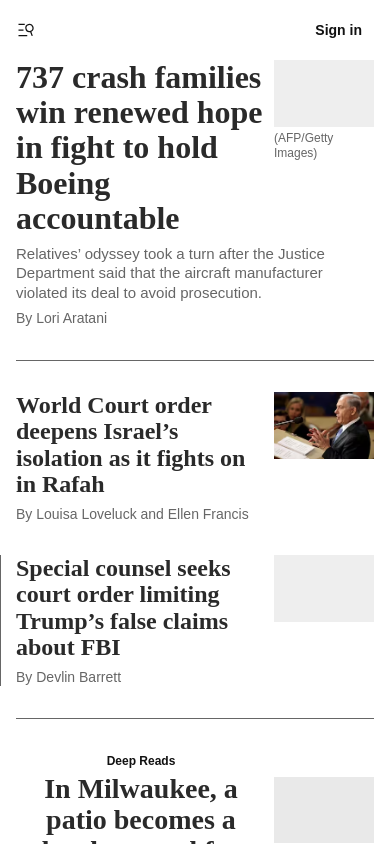 Sign in
737 crash families
win renewed hope
in fight to hold
Boeing
accountable
(AFP/Getty
Images)
Relatives’ odyssey took a turn after the Justice
Department said that the aircraft manufacturer
violated its deal to avoid prosecution.
By Lori Aratani
World Court order
deepens Israel’s
isolation as it fights on
in Rafah
By Louisa Loveluck and Ellen Francis
Special counsel seeks
court order limiting
Trump’s false claims
about FBI
By Devlin Barrett
Deep Reads
In Milwaukee, a
patio becomes a